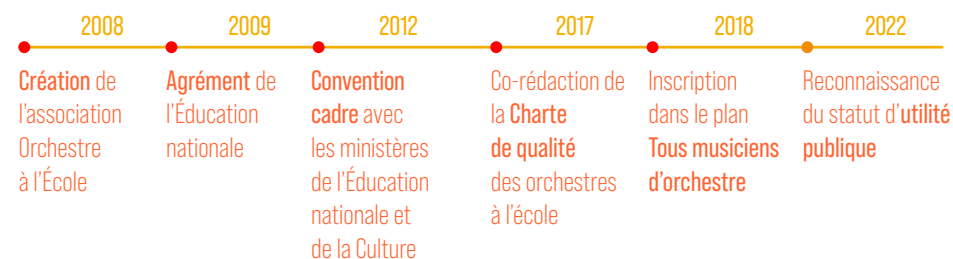 2008
Création de
l'association
Orchestre
à l'École
2009
Agrément de
l'Éducation
nationale
2012
Convention
cadre avec
les ministères
de l'Éducation
nationale et
de la Culture
2017
Co-rédaction de
la Charte
de qualité
des orchestres
à l'école
2018
Inscription
dans le plan
Tous musiciens
d'orchestre
2022
Reconnaissance
du statut d'utilité
publique